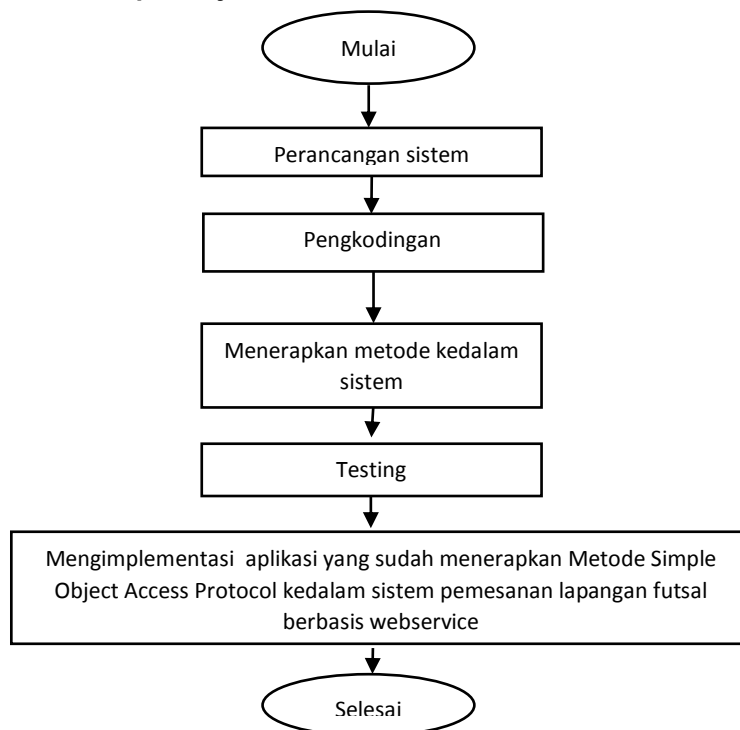 Mulai
Perancangan sistem
Pengkodingan
Menerapkan metode kedalam
sistem
Testing
Mengimplementasi aplikasi yang sudah menerapkan Metode Simple
Object Access Protocol kedalam sistem pemesanan lapangan futsal
berbasis webservice
Selesai